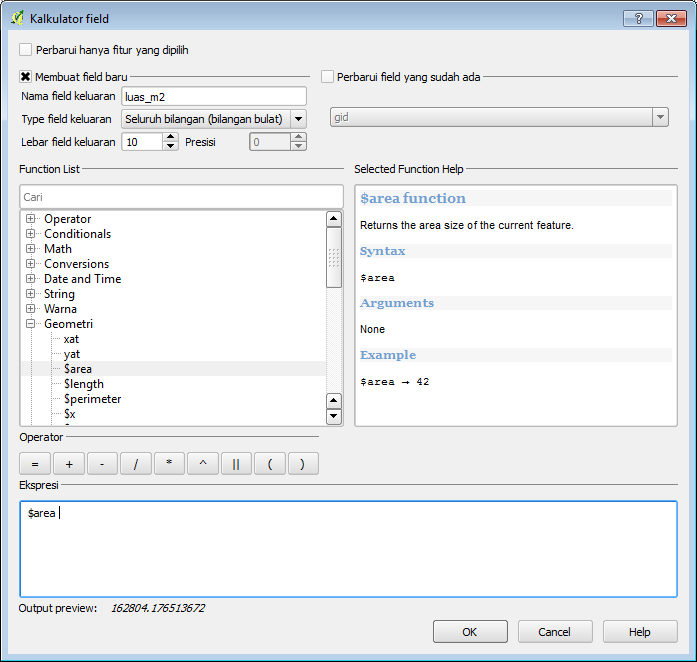 Kalkulator field
Perbarui hanya fitur yang dipilih
Membuat field baru
Perbarui field yang sudah ada
Nama field keluaran luas_m2
Type field keluaran Seluruh bilangan (bilangan bulat)
gid
Lebar field keluaran 10 Presisi 0
Function List
Selected Function Help
Cari
Operator
Conditionals
Math
Conversions
Date and Time
String
Warna
Geometri
xat
yat
$area
$length
$perimeter
$x
$area function
Returns the area size of the current feature.
Syntax
$area
Arguments
None
Example
$area → 42
Operator
= + - / * ^ || ( )
Ekspresi
$area
Output preview: 162804.176513672
OK Cancel Help